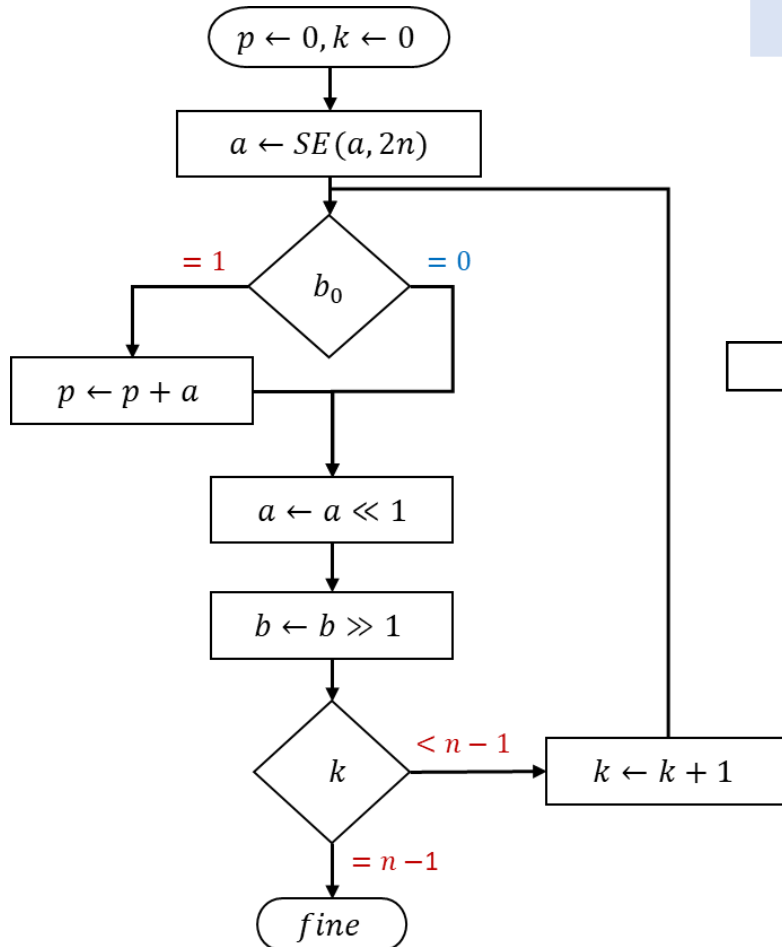 p ← 0, k ← 0
a ← SE(a, 2n)
= 1
= 0
b₀
p ← p + a
a ← a ≪ 1
b ← b ≫ 1
< n − 1
k
k ← k + 1
= n − 1
fine